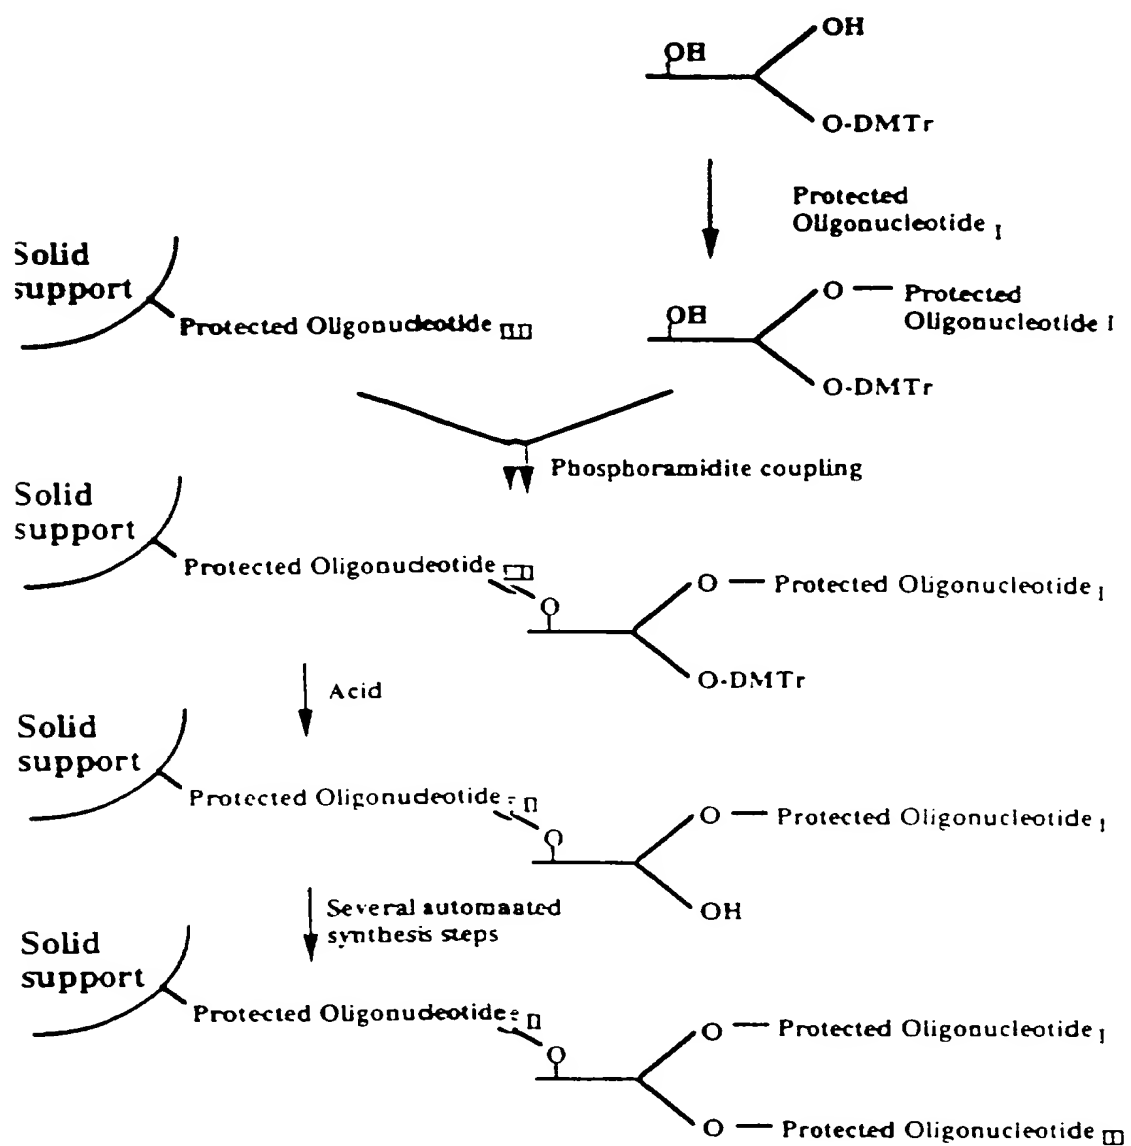 OH
OH
O-DMTr
Protected
Oligonucleotide I
Solid
support
Protected Oligonucleotide
OH
O — Protected
Oligonucleotide I
O-DMTr
Phosphoramidite coupling
Solid
support
Protected Oligonucleotide
O
O — Protected Oligonucleotide I
O-DMTr
Acid
Solid
support
Protected Oligonucleotide
O
O — Protected Oligonucleotide I
OH
Several automaated
synthesis steps
Solid
support
Protected Oligonucleotide
O
O — Protected Oligonucleotide I
O — Protected Oligonucleotide